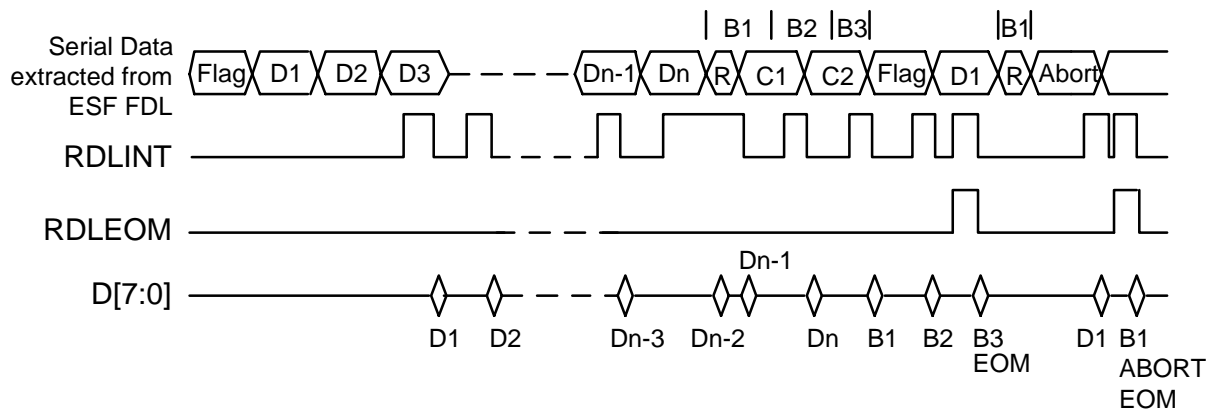 B1 B2 B3 B1
Serial Data
extracted from
ESF FDL
Flag D1 D2 D3 Dn-1 Dn R C1 C2 Flag D1 R Abort
RDLINT
RDLEOM
Dn-1
D[7:0]
D1 D2 Dn-3 Dn-2 Dn B1 B2 B3 D1 B1
EOM ABORT
EOM